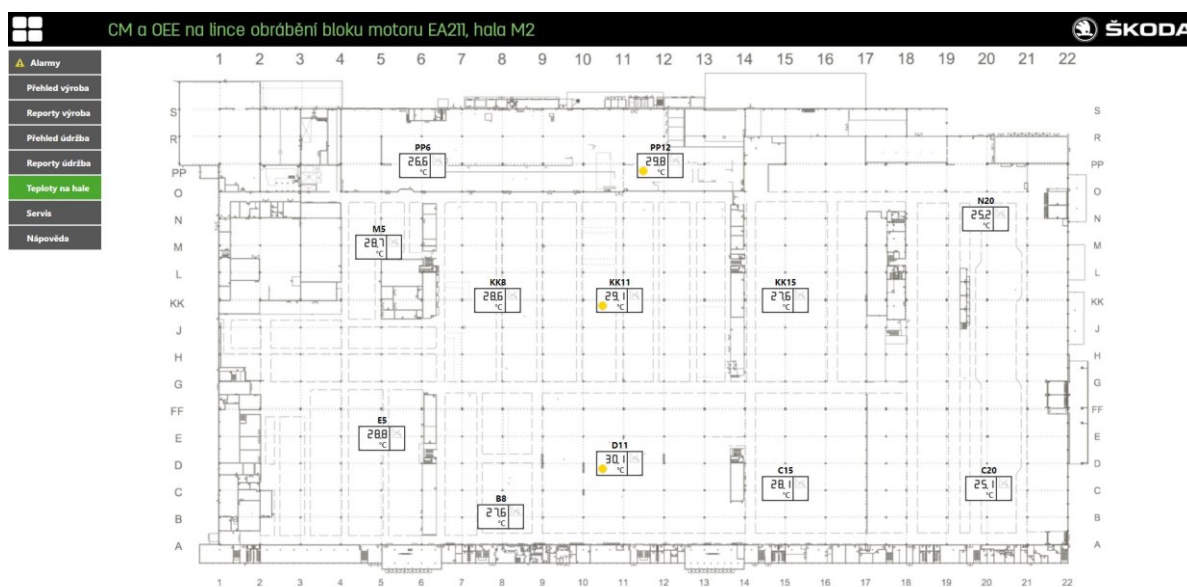 CM a OEE na lince obrábění bloku motoru EA211, hala M2
ŠKODA
Alarmy
Přehled výroba
Reporty výroba
Přehled údržba
Reporty údržba
Teploty na hale
Servis
Nápověda
1 2 3 4 5 6 7 8 9 10 11 12 13 14 15 16 17 18 19 20 21 22
S S
R R
PP6 PP12
26.6 29.8
°C °C
PP PP
O O
N20
25.2
°C
N N
M5
28.7
°C
M M
L L
KK8 KK11 KK15
28.6 29.1 27.6
°C °C °C
KK KK
J J
H H
G G
FF FF
E5
28.8
°C
E E
D11
30.1
°C
D D
C15 C20
28.1 25.1
°C °C
C C
B8
27.6
°C
B B
A A
1 2 3 4 5 6 7 8 9 10 11 12 13 14 15 16 17 18 19 20 21 22